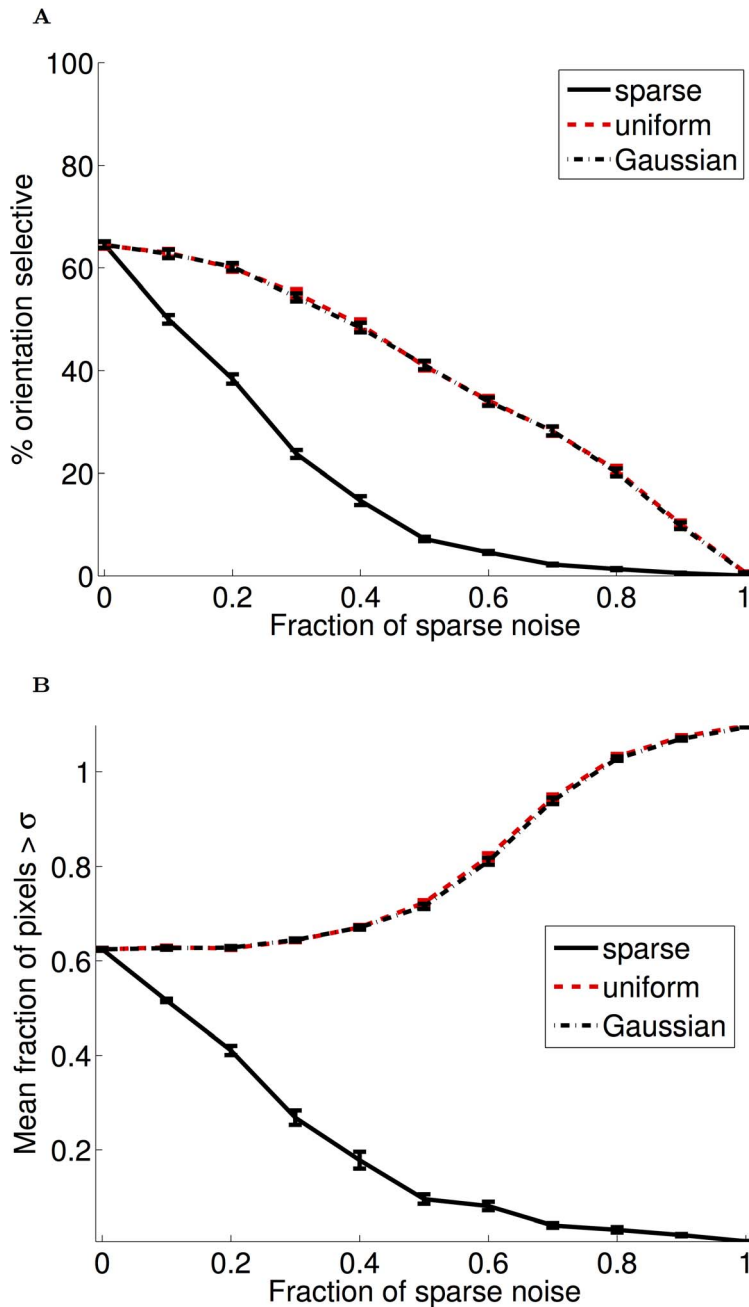 A
100
80
60
40
20
0
% orientation selective
sparse
uniform
Gaussian
0 0.2 0.4 0.6 0.8 1
Fraction of sparse noise
B
1
0.8
0.6
0.4
0.2
Mean fraction of pixels > σ
sparse
uniform
Gaussian
0 0.2 0.4 0.6 0.8 1
Fraction of sparse noise